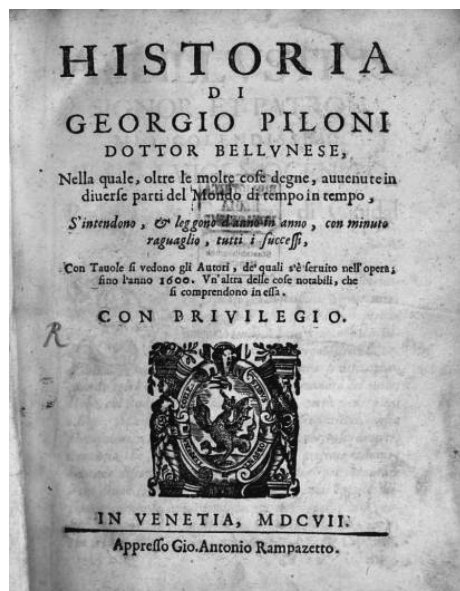 HISTORIA
DI
GEORGIO PILONI
DOTTOR BELLVNESE,
Nella quale, oltre le molte coſe degne, auuenute in
diuerſe parti del Mondo di tempo in tempo,
S'intendono, & leggono d'anno in anno, con minuto
raguaglio, tutti i ſucceſſi,
Con Tauole ſi vedono gli Autori, de' quali s'è ſeruito nell'opera;
fino l'anno 1600. Vn'altra delle coſe notabili, che
ſi comprendono in eſſa.
CON PRIVILEGIO.
R
IN VENETIA, MDCVII.
Appreſſo Gio. Antonio Rampazetto.